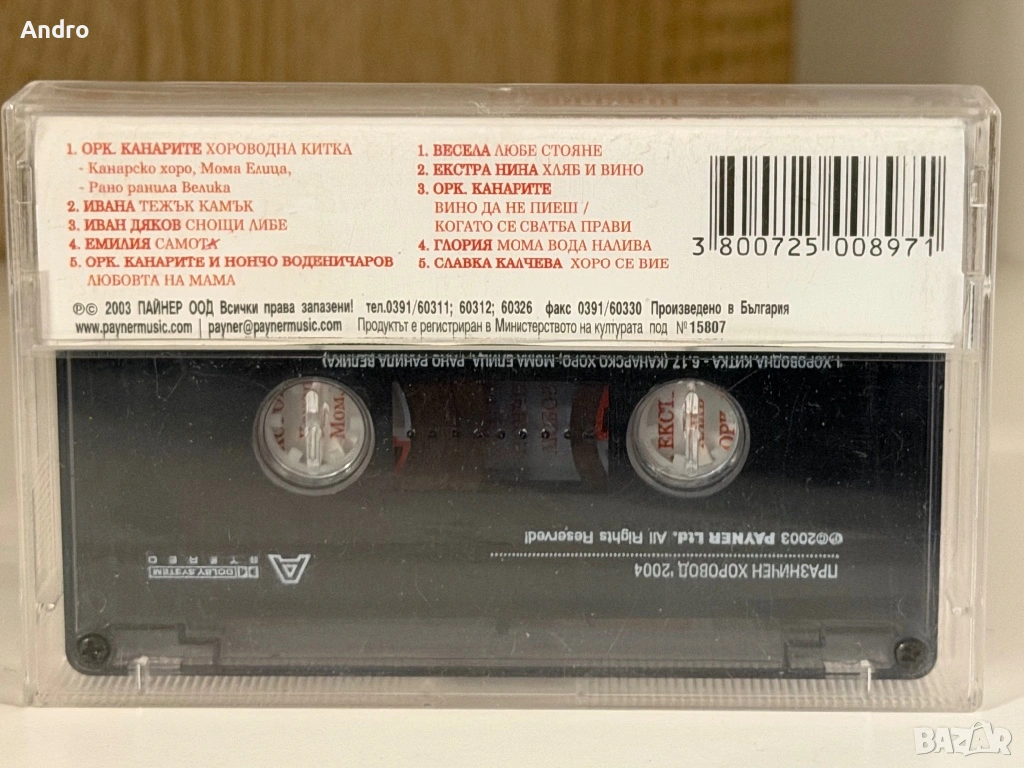 Andro
1. ОРК. КАНАРИТЕ ХОРОВОДНА КИТКА
- Канарско хоро, Мома Елица,
- Рано ранила Велика
2. ИВАНА ТЕЖЪК КАМЪК
3. ИВАН ДЯКОВ СНОЩИ ЛИБЕ
4. ЕМИЛИЯ САМОТА
5. ОРК. КАНАРИТЕ И НОНЧО ВОДЕНИЧАРОВ
ЛЮБОВТА НА МАМА
1. ВЕСЕЛА ЛЮБЕ СТОЯНЕ
2. ЕКСТРА НИНА ХЛЯБ И ВИНО
3. ОРК. КАНАРИТЕ
ВИНО ДА НЕ ПИЕШ /
КОГАТО СЕ СВАТБА ПРАВИ
4. ГЛОРИЯ МОМА ВОДА НАЛИВА
5. СЛАВКА КАЛЧЕВА ХОРО СЕ ВИЕ
3 800725 008971
℗© 2003 ПАЙНЕР ООД Всички права запазени! тел.0391/60311; 60312; 60326 факс 0391/60330 Произведено в България
www.paynermusic.com | payner@paynermusic.com Продуктът е регистриран в Министерството на културата под №15807
1.ХОРОВОДНА КИТКА - 6.17 (КАНАРСКО ХОРО, МОМА ЕЛИЦА, РАНО РАНИЛА ВЕЛИКА)
ЕКСТ
ОРК
Мом.
℗©2003 PAYNER Ltd. All Rights Reserved!
ПРАЗНИЧЕН ХОРОВОД '2004
A
DOLBY SYSTEM
STEREO
BAZAR